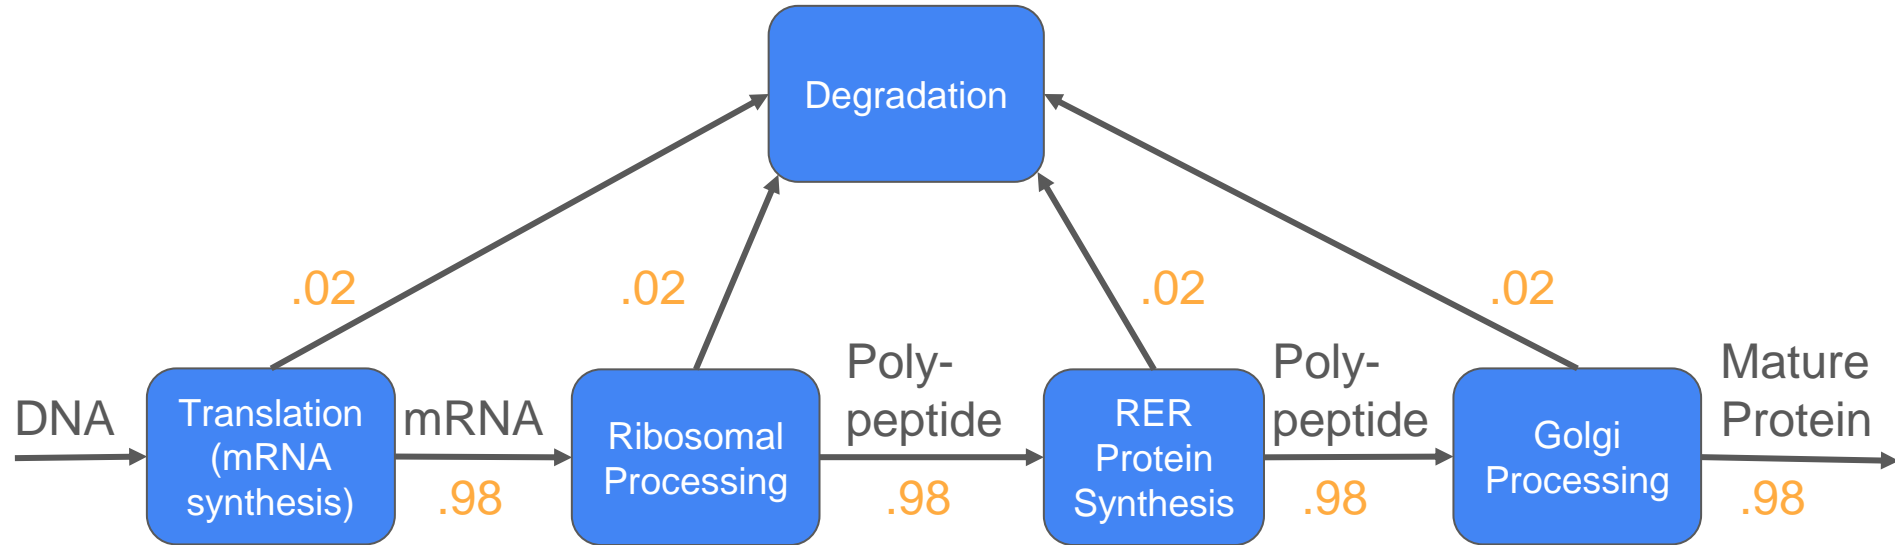 Degradation
.02
.02
.02
.02
DNA
Translation
(mRNA
synthesis)
mRNA
.98
Ribosomal
Processing
Poly-
peptide
.98
RER
Protein
Synthesis
Poly-
peptide
.98
Golgi
Processing
Mature
Protein
.98